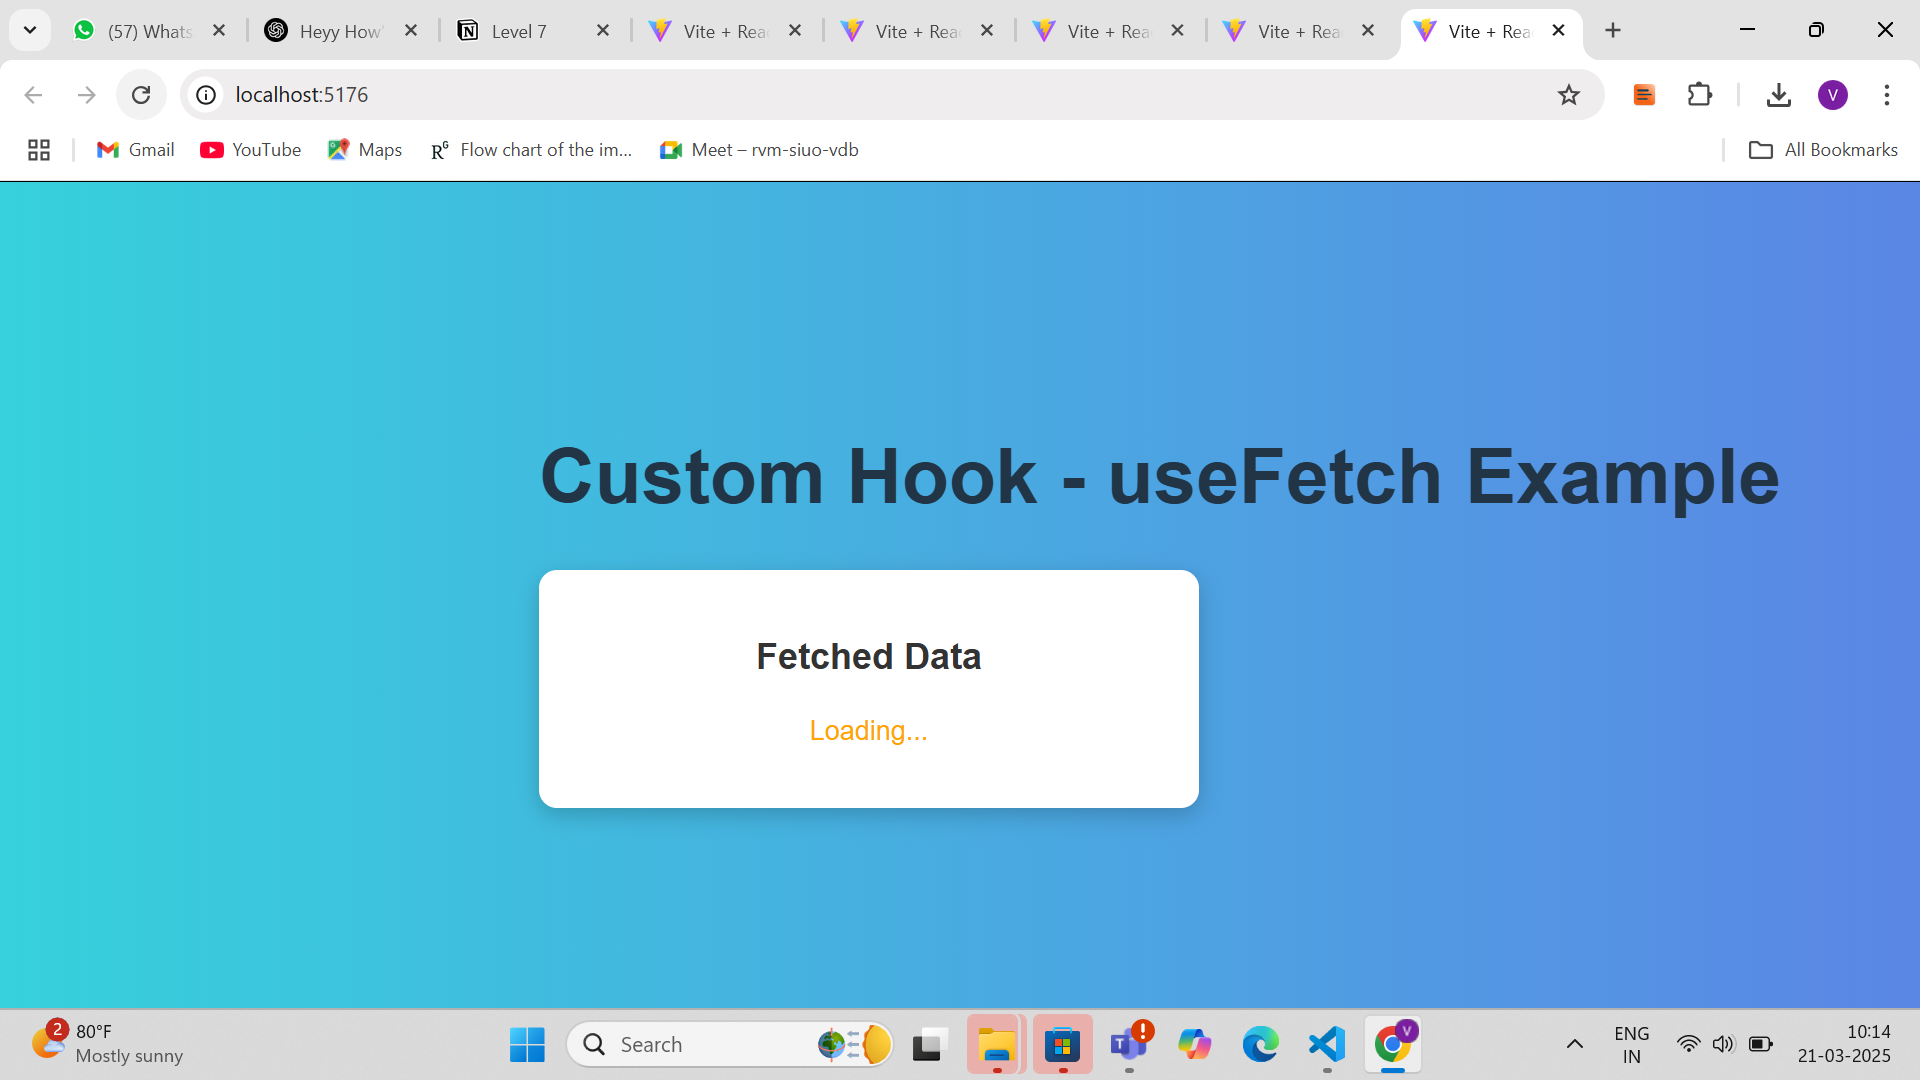 (57) Whats
Heyy How'
Level 7
Vite + Rea
Vite + Rea
Vite + Rea
Vite + Rea
Vite + Rea
localhost:5176
V
Gmail
YouTube
Maps
RG
Flow chart of the im...
Meet – rvm-siuo-vdb
All Bookmarks
Custom Hook - useFetch Example
Fetched Data
Loading...
2
80°F
Mostly sunny
Search
T
V
ENG
IN
10:14
21-03-2025